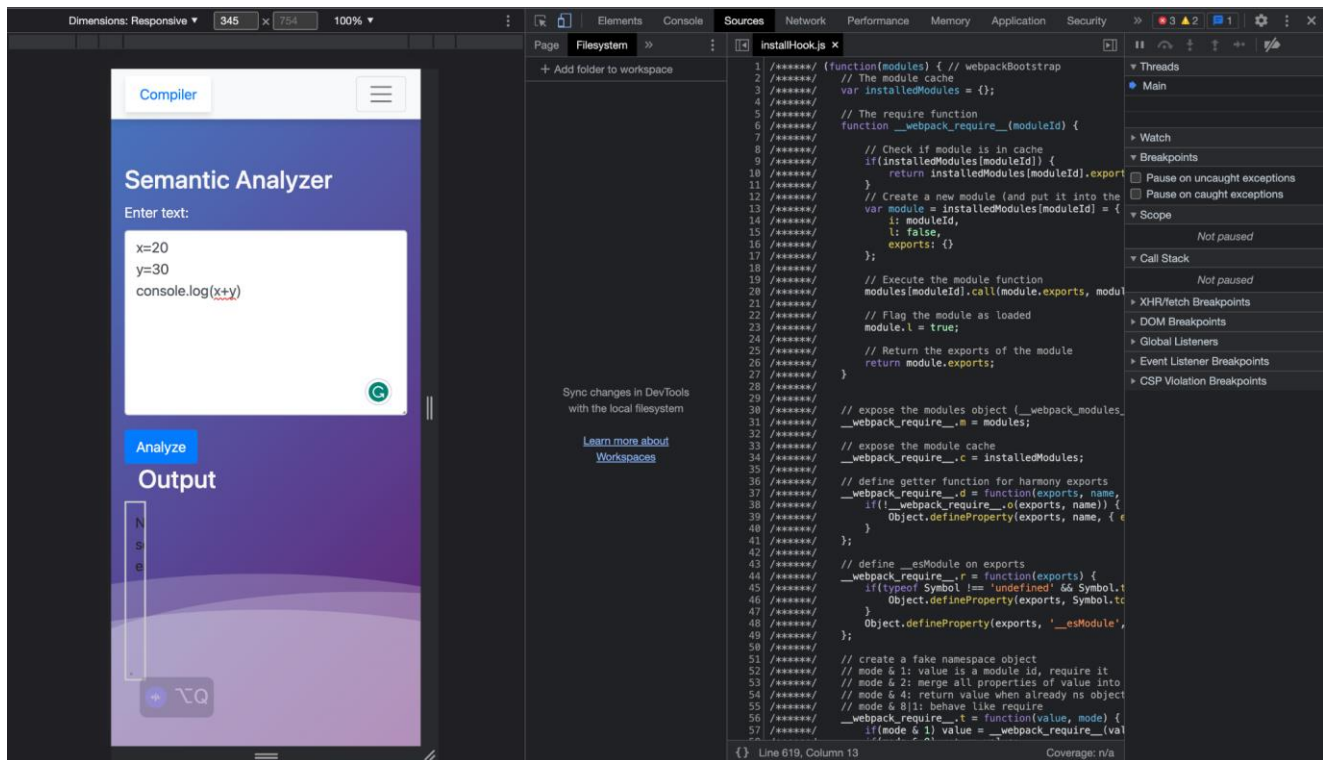 Dimensions: Responsive ▼ 345 × 754 100% ▼
Compiler
Semantic Analyzer
Enter text:
x=20
y=30
console.log(x+y)
Analyze
Output
N
s
e
⌥Q
Elements Console Sources Network Performance Memory Application Security » 3 2 1
Page Filesystem »
+ Add folder to workspace
Sync changes in DevTools
with the local filesystem
Learn more about
Workspaces
installHook.js ×
1 /******/ (function(modules) { // webpackBootstrap
2 /******/ // The module cache
3 /******/ var installedModules = {};
4 /******/
5 /******/ // The require function
6 /******/ function __webpack_require__(moduleId) {
7 /******/
8 /******/ // Check if module is in cache
9 /******/ if(installedModules[moduleId]) {
10 /******/ return installedModules[moduleId].export
11 /******/ }
12 /******/ // Create a new module (and put it into the
13 /******/ var module = installedModules[moduleId] = {
14 /******/ i: moduleId,
15 /******/ l: false,
16 /******/ exports: {}
17 /******/ };
18 /******/
19 /******/ // Execute the module function
20 /******/ modules[moduleId].call(module.exports, modul
21 /******/
22 /******/ // Flag the module as loaded
23 /******/ module.l = true;
24 /******/
25 /******/ // Return the exports of the module
26 /******/ return module.exports;
27 /******/ }
28 /******/
29 /******/
30 /******/ // expose the modules object (__webpack_modules_
31 /******/ __webpack_require__.m = modules;
32 /******/
33 /******/ // expose the module cache
34 /******/ __webpack_require__.c = installedModules;
35 /******/
36 /******/ // define getter function for harmony exports
37 /******/ __webpack_require__.d = function(exports, name,
38 /******/ if(!__webpack_require__.o(exports, name)) {
39 /******/ Object.defineProperty(exports, name, { e
40 /******/ }
41 /******/ };
42 /******/
43 /******/ // define __esModule on exports
44 /******/ __webpack_require__.r = function(exports) {
45 /******/ if(typeof Symbol !== 'undefined' && Symbol.t
46 /******/ Object.defineProperty(exports, Symbol.to
47 /******/ }
48 /******/ Object.defineProperty(exports, '__esModule',
49 /******/ };
50 /******/
51 /******/ // create a fake namespace object
52 /******/ // mode & 1: value is a module id, require it
53 /******/ // mode & 2: merge all properties of value into
54 /******/ // mode & 4: return value when already ns object
55 /******/ // mode & 8|1: behave like require
56 /******/ __webpack_require__.t = function(value, mode) {
57 /******/ if(mode & 1) value = __webpack_require__(val
{} Line 619, Column 13 Coverage: n/a
Threads
Main
Watch
Breakpoints
Pause on uncaught exceptions
Pause on caught exceptions
Scope
Not paused
Call Stack
Not paused
XHR/fetch Breakpoints
DOM Breakpoints
Global Listeners
Event Listener Breakpoints
CSP Violation Breakpoints